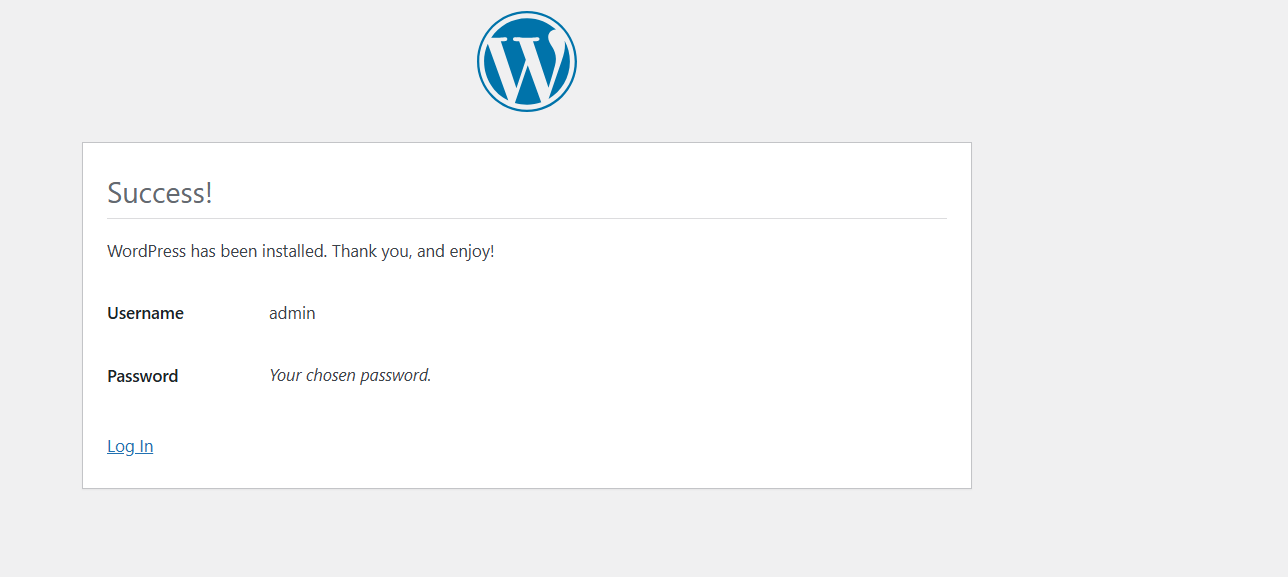 Success!
WordPress has been installed. Thank you, and enjoy!
Username admin
Password Your chosen password.
Log In